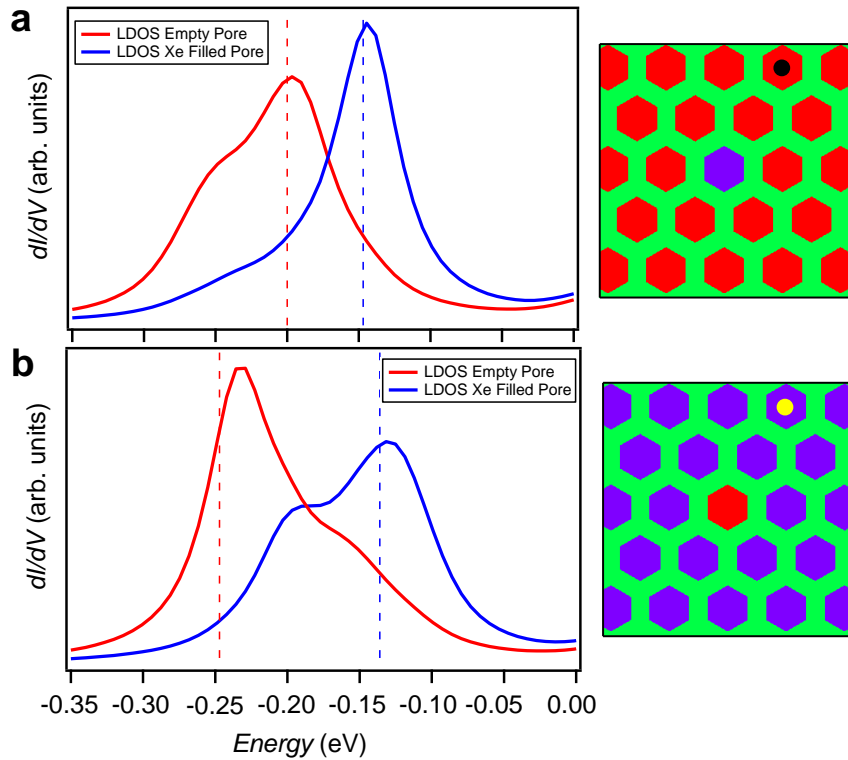 a
LDOS Empty Pore
LDOS Xe Filled Pore
dI/dV (arb. units)
b
LDOS Empty Pore
LDOS Xe Filled Pore
dI/dV (arb. units)
-0.35 -0.30 -0.25 -0.20 -0.15 -0.10 -0.05 0.00
Energy (eV)